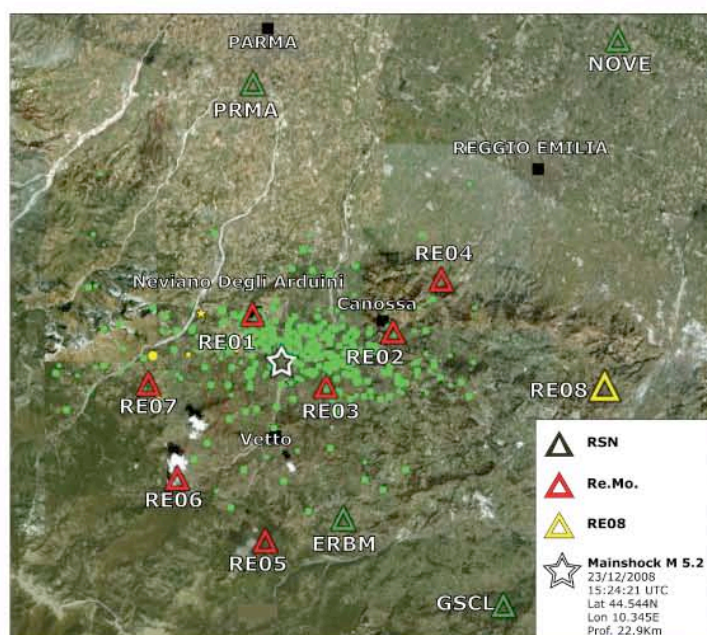 PARMA
NOVE
PRMA
REGGIO EMILIA
RE04
Neviano Degli Arduini
Canossa
RE01
RE02
RE07
RE03
RE08
Vetto
RE06
ERBM
RE05
GSCL
RSN
Re.Mo.
RE08
Mainshock M 5.2
23/12/2008
15:24:21 UTC
Lat 44.544N
Lon 10.345E
Prof. 22.9Km